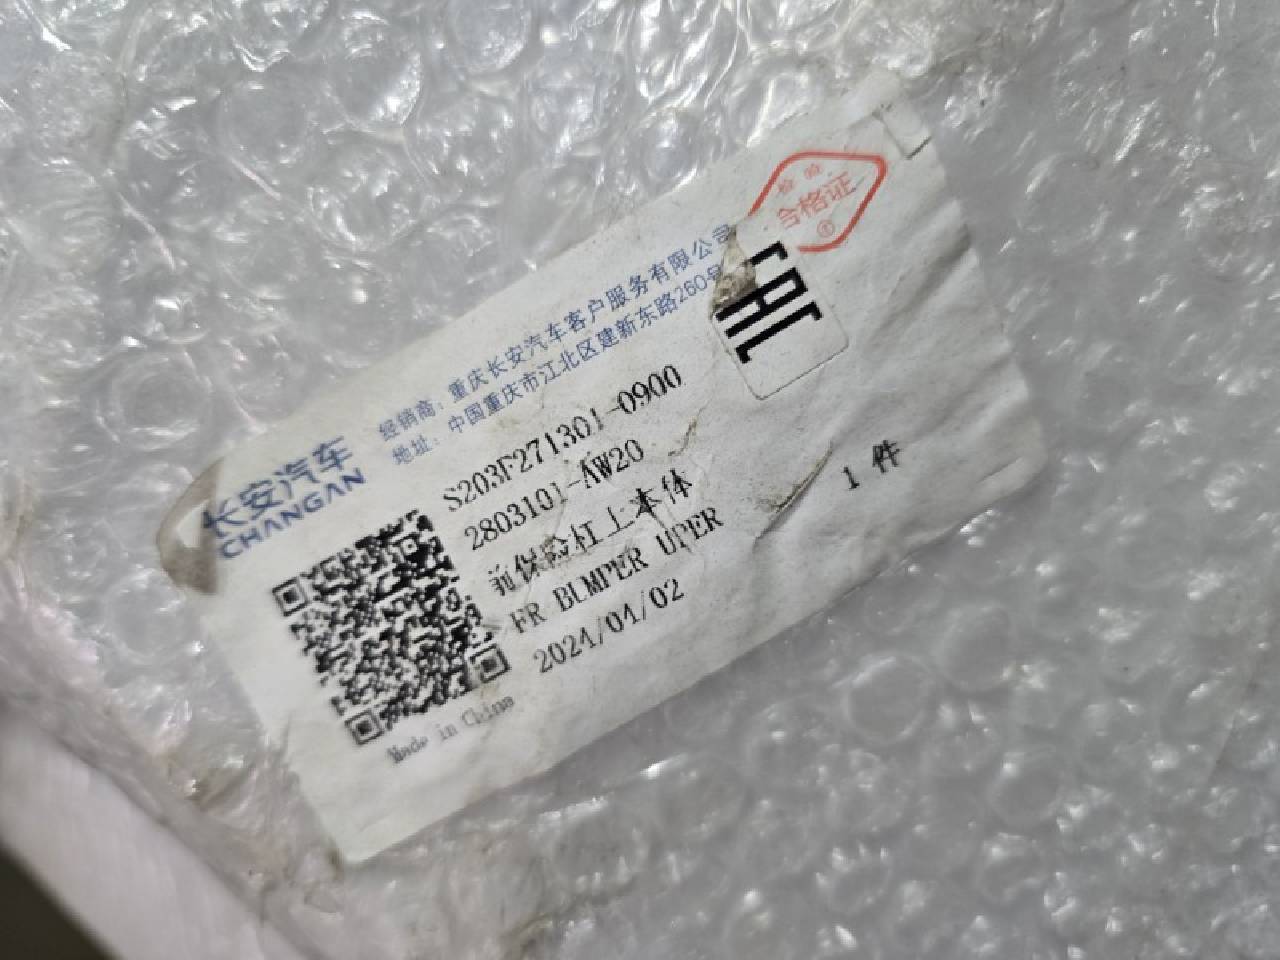 长安汽车
CHANGAN
经销商：重庆长安汽车客户服务有限公司
地址：中国重庆市江北区建新东路260号
检验
合格证
EAC
S203F271301-0900
2803101-AW20
前保险杠上本体
1 件
FR BUMPER UPER
2024/01/02
Made in China